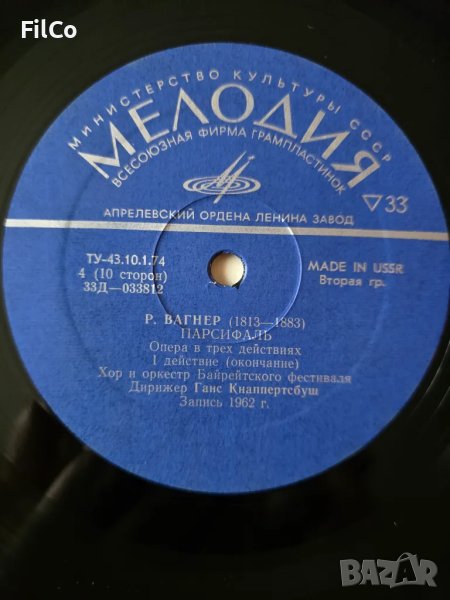 FilCo
МИНИСТЕРСТВО КУЛЬТУРЫ СССР
МЕЛОДИЯ
ВСЕСОЮЗНАЯ ФИРМА ГРАМПЛАСТИНОК
▽33
АПРЕЛЕВСКИЙ ОРДЕНА ЛЕНИНА ЗАВОД
ТУ-43.10.1.74
4 (10 сторон)
33Д—033812
MADE IN USSR
Вторая гр.
Р. ВАГНЕР (1813—1883)
ПАРСИФАЛЬ
Опера в трех действиях
I действие (окончание)
Хор и оркестр Байрейтского фестиваля
Дирижер Ганс Кнаппертсбуш
Запись 1962 г.
BAZAR